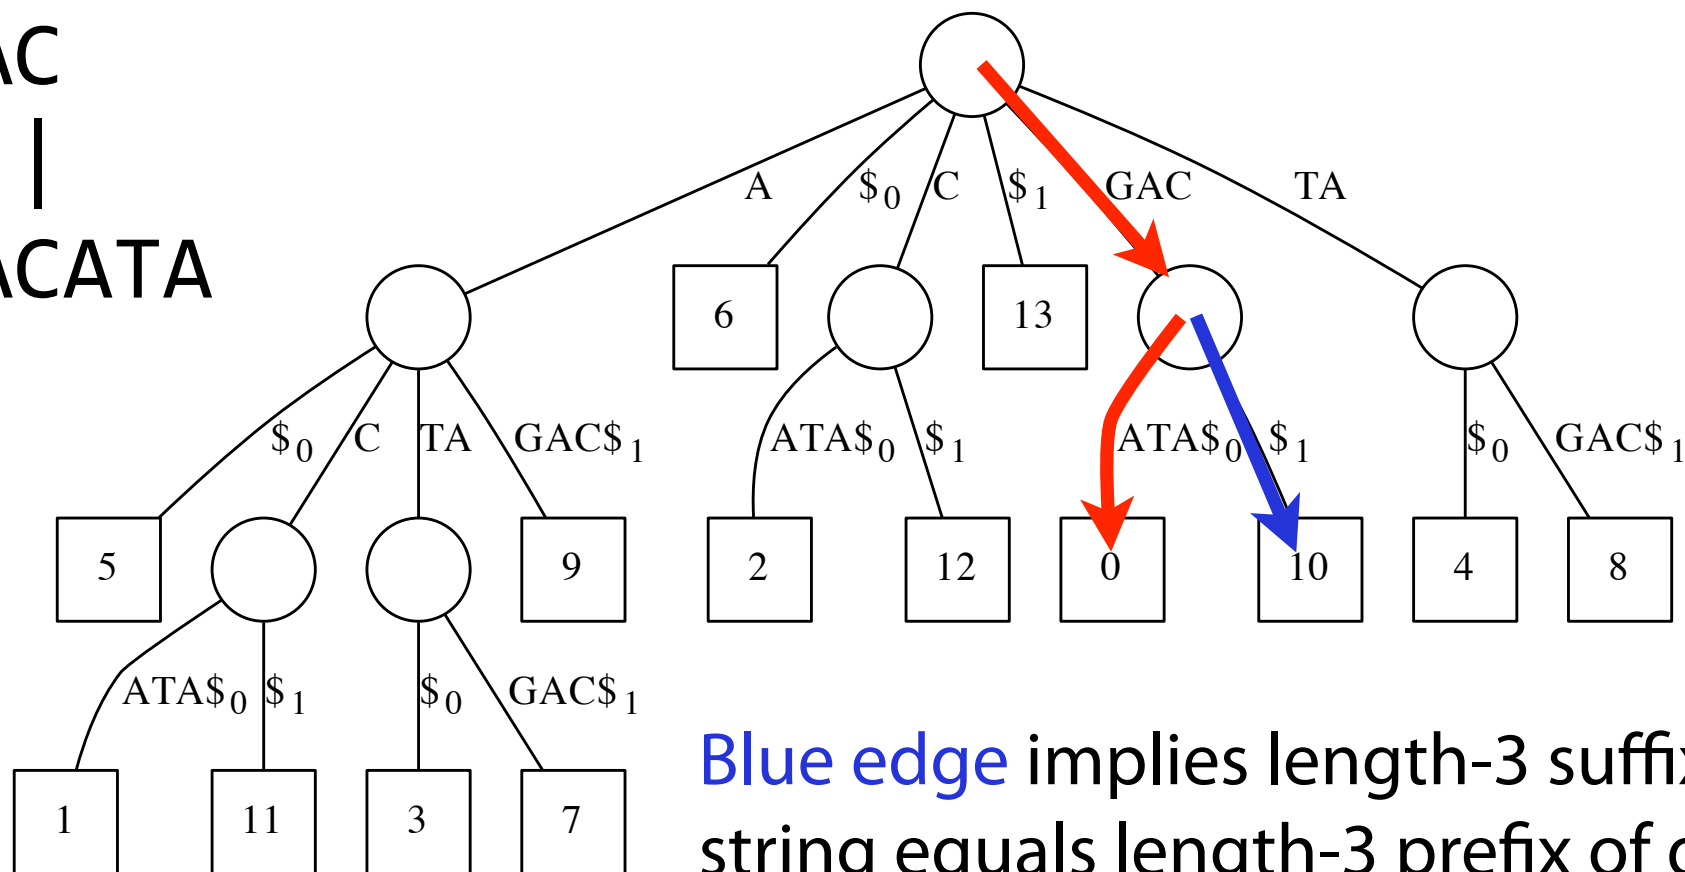 AC
|
ACATA
A $0 C $1 GAC TA
6 13
$0 C TA GAC$1 ATA$0 $1 ATA$0 $1 $0 GAC$1
5 9 2 12 0 10 4 8
ATA$0 $1 $0 GAC$1
1 11 3 7
Blue edge implies length-3 suffix
string equals length-3 prefix of